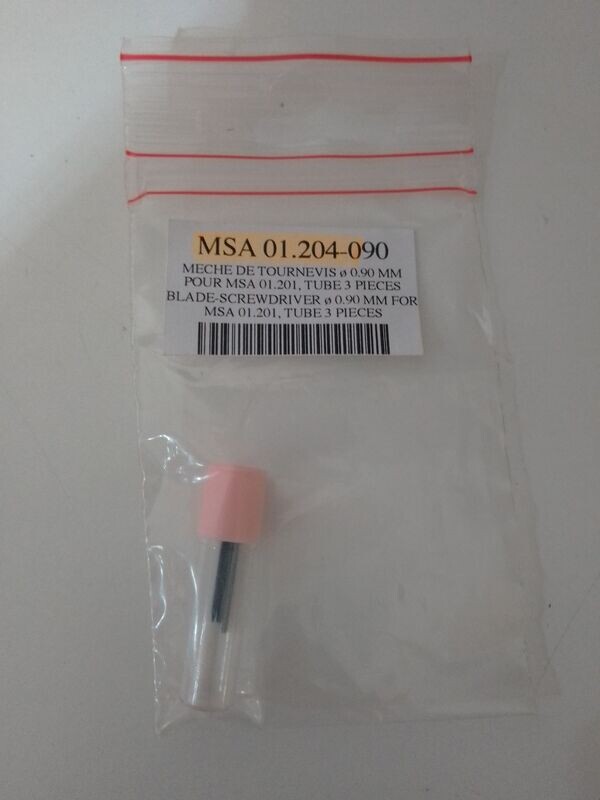 MSA 01.204-090
MECHE DE TOURNEVIS ø 0.90 MM
POUR MSA 01.201, TUBE 3 PIECES
BLADE-SCREWDRIVER ø 0.90 MM FOR
MSA 01.201, TUBE 3 PIECES